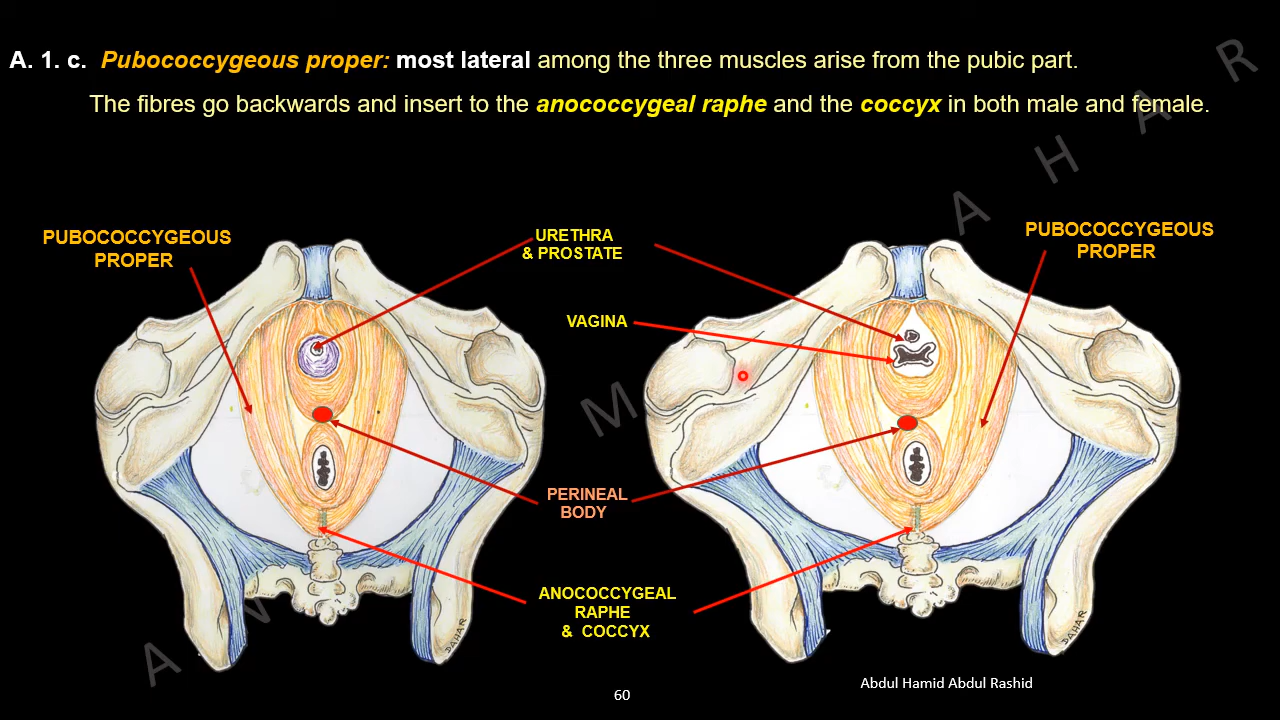 A. 1. c. Pubococcygeous proper: most lateral among the three muscles arise from the pubic part.
The fibres go backwards and insert to the anococcygeal raphe and the coccyx in both male and female.
PUBOCOCCYGEOUS
PROPER
URETHRA
& PROSTATE
VAGINA
PUBOCOCCYGEOUS
PROPER
PERINEAL
BODY
ANOCOCCYGEAL
RAPHE
& COCCYX
DAHAR
DAHAR
Abdul Hamid Abdul Rashid
60